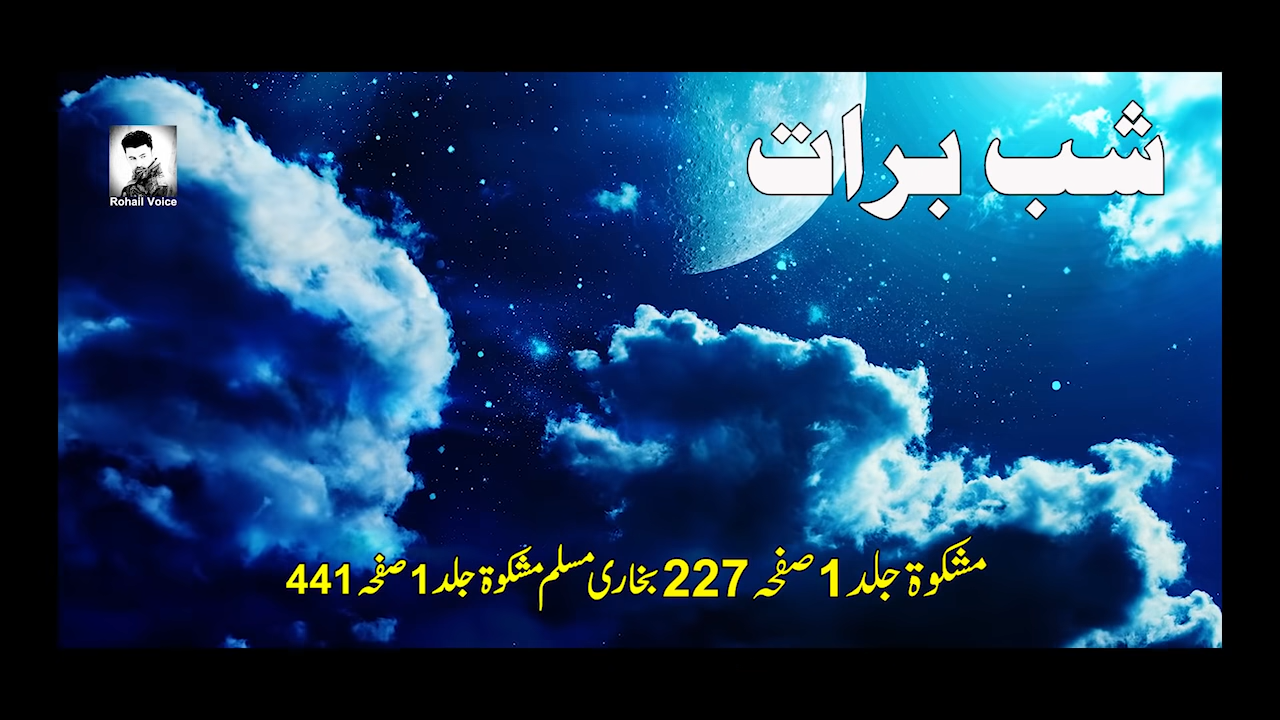 شب برات
Rohail Voice
مشکوۃ جلد 1 صفحہ 227 بخاری مسلم مشکوۃ جلد 1 صفحہ 441